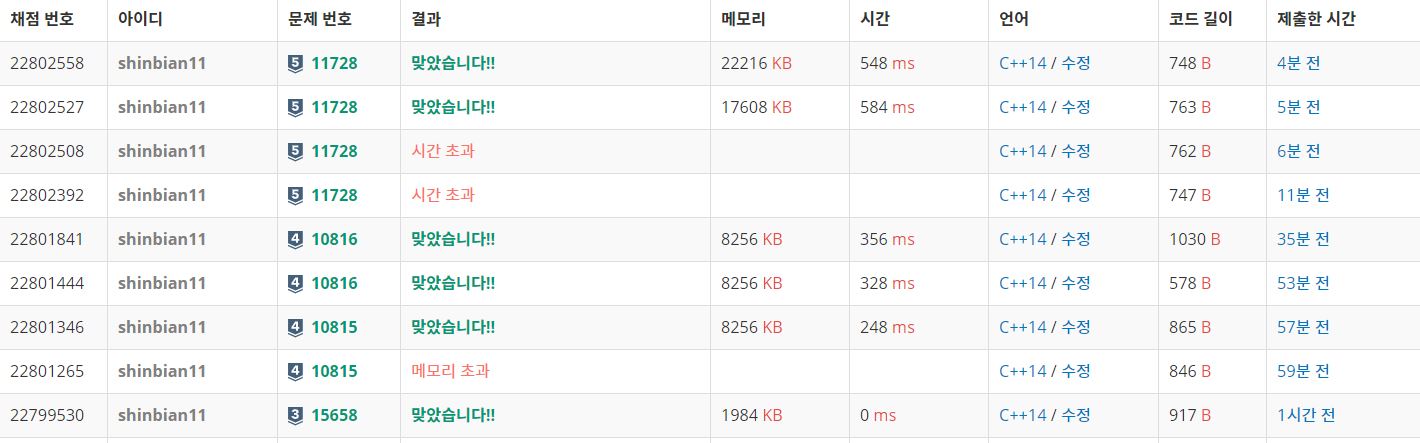 채점 번호 아이디 문제 번호 결과 메모리 시간 언어 코드 길이 제출한 시간
22802558 shinbian11 5 11728 맞았습니다!! 22216 KB 548 ms C++14 / 수정 748 B 4분 전
22802527 shinbian11 5 11728 맞았습니다!! 17608 KB 584 ms C++14 / 수정 763 B 5분 전
22802508 shinbian11 5 11728 시간 초과 C++14 / 수정 762 B 6분 전
22802392 shinbian11 5 11728 시간 초과 C++14 / 수정 747 B 11분 전
22801841 shinbian11 4 10816 맞았습니다!! 8256 KB 356 ms C++14 / 수정 1030 B 35분 전
22801444 shinbian11 4 10816 맞았습니다!! 8256 KB 328 ms C++14 / 수정 578 B 53분 전
22801346 shinbian11 4 10815 맞았습니다!! 8256 KB 248 ms C++14 / 수정 865 B 57분 전
22801265 shinbian11 4 10815 메모리 초과 C++14 / 수정 846 B 59분 전
22799530 shinbian11 3 15658 맞았습니다!! 1984 KB 0 ms C++14 / 수정 917 B 1시간 전